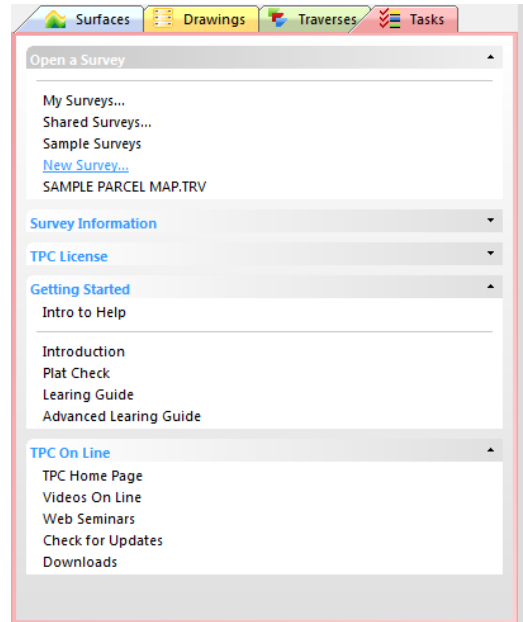 Surfaces Drawings Traverses Tasks
Open a Survey
My Surveys...
Shared Surveys...
Sample Surveys
New Survey...
SAMPLE PARCEL MAP.TRV
Survey Information
TPC License
Getting Started
Intro to Help
Introduction
Plat Check
Learing Guide
Advanced Learing Guide
TPC On Line
TPC Home Page
Videos On Line
Web Seminars
Check for Updates
Downloads